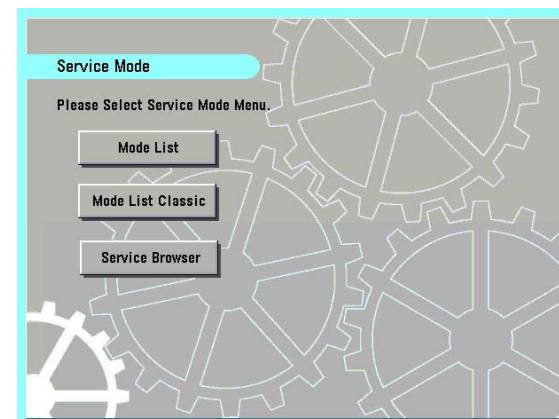 Service Mode
Please Select Service Mode Menu.
Mode List
Mode List Classic
Service Browser